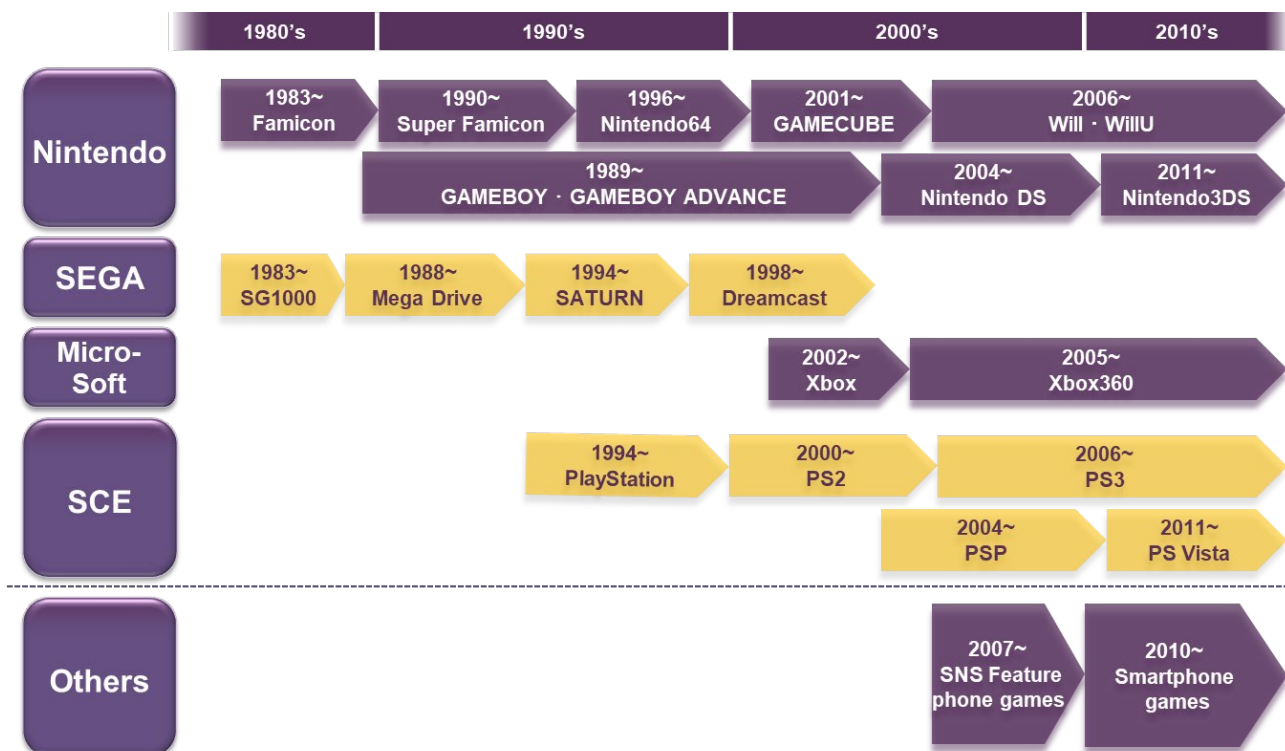 1980's 1990's 2000's 2010's
Nintendo
1983~
Famicon
1990~
Super Famicon
1996~
Nintendo64
2001~
GAMECUBE
2006~
Will · WillU
1989~
GAMEBOY · GAMEBOY ADVANCE
2004~
Nintendo DS
2011~
Nintendo3DS
SEGA
1983~
SG1000
1988~
Mega Drive
1994~
SATURN
1998~
Dreamcast
Micro-
Soft
2002~
Xbox
2005~
Xbox360
SCE
1994~
PlayStation
2000~
PS2
2006~
PS3
2004~
PSP
2011~
PS Vista
Others
2007~
SNS Feature
phone games
2010~
Smartphone
games